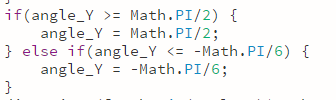 if(angle_Y >= Math.PI/2) {
    angle_Y = Math.PI/2;
} else if(angle_Y <= -Math.PI/6) {
    angle_Y = -Math.PI/6;
}